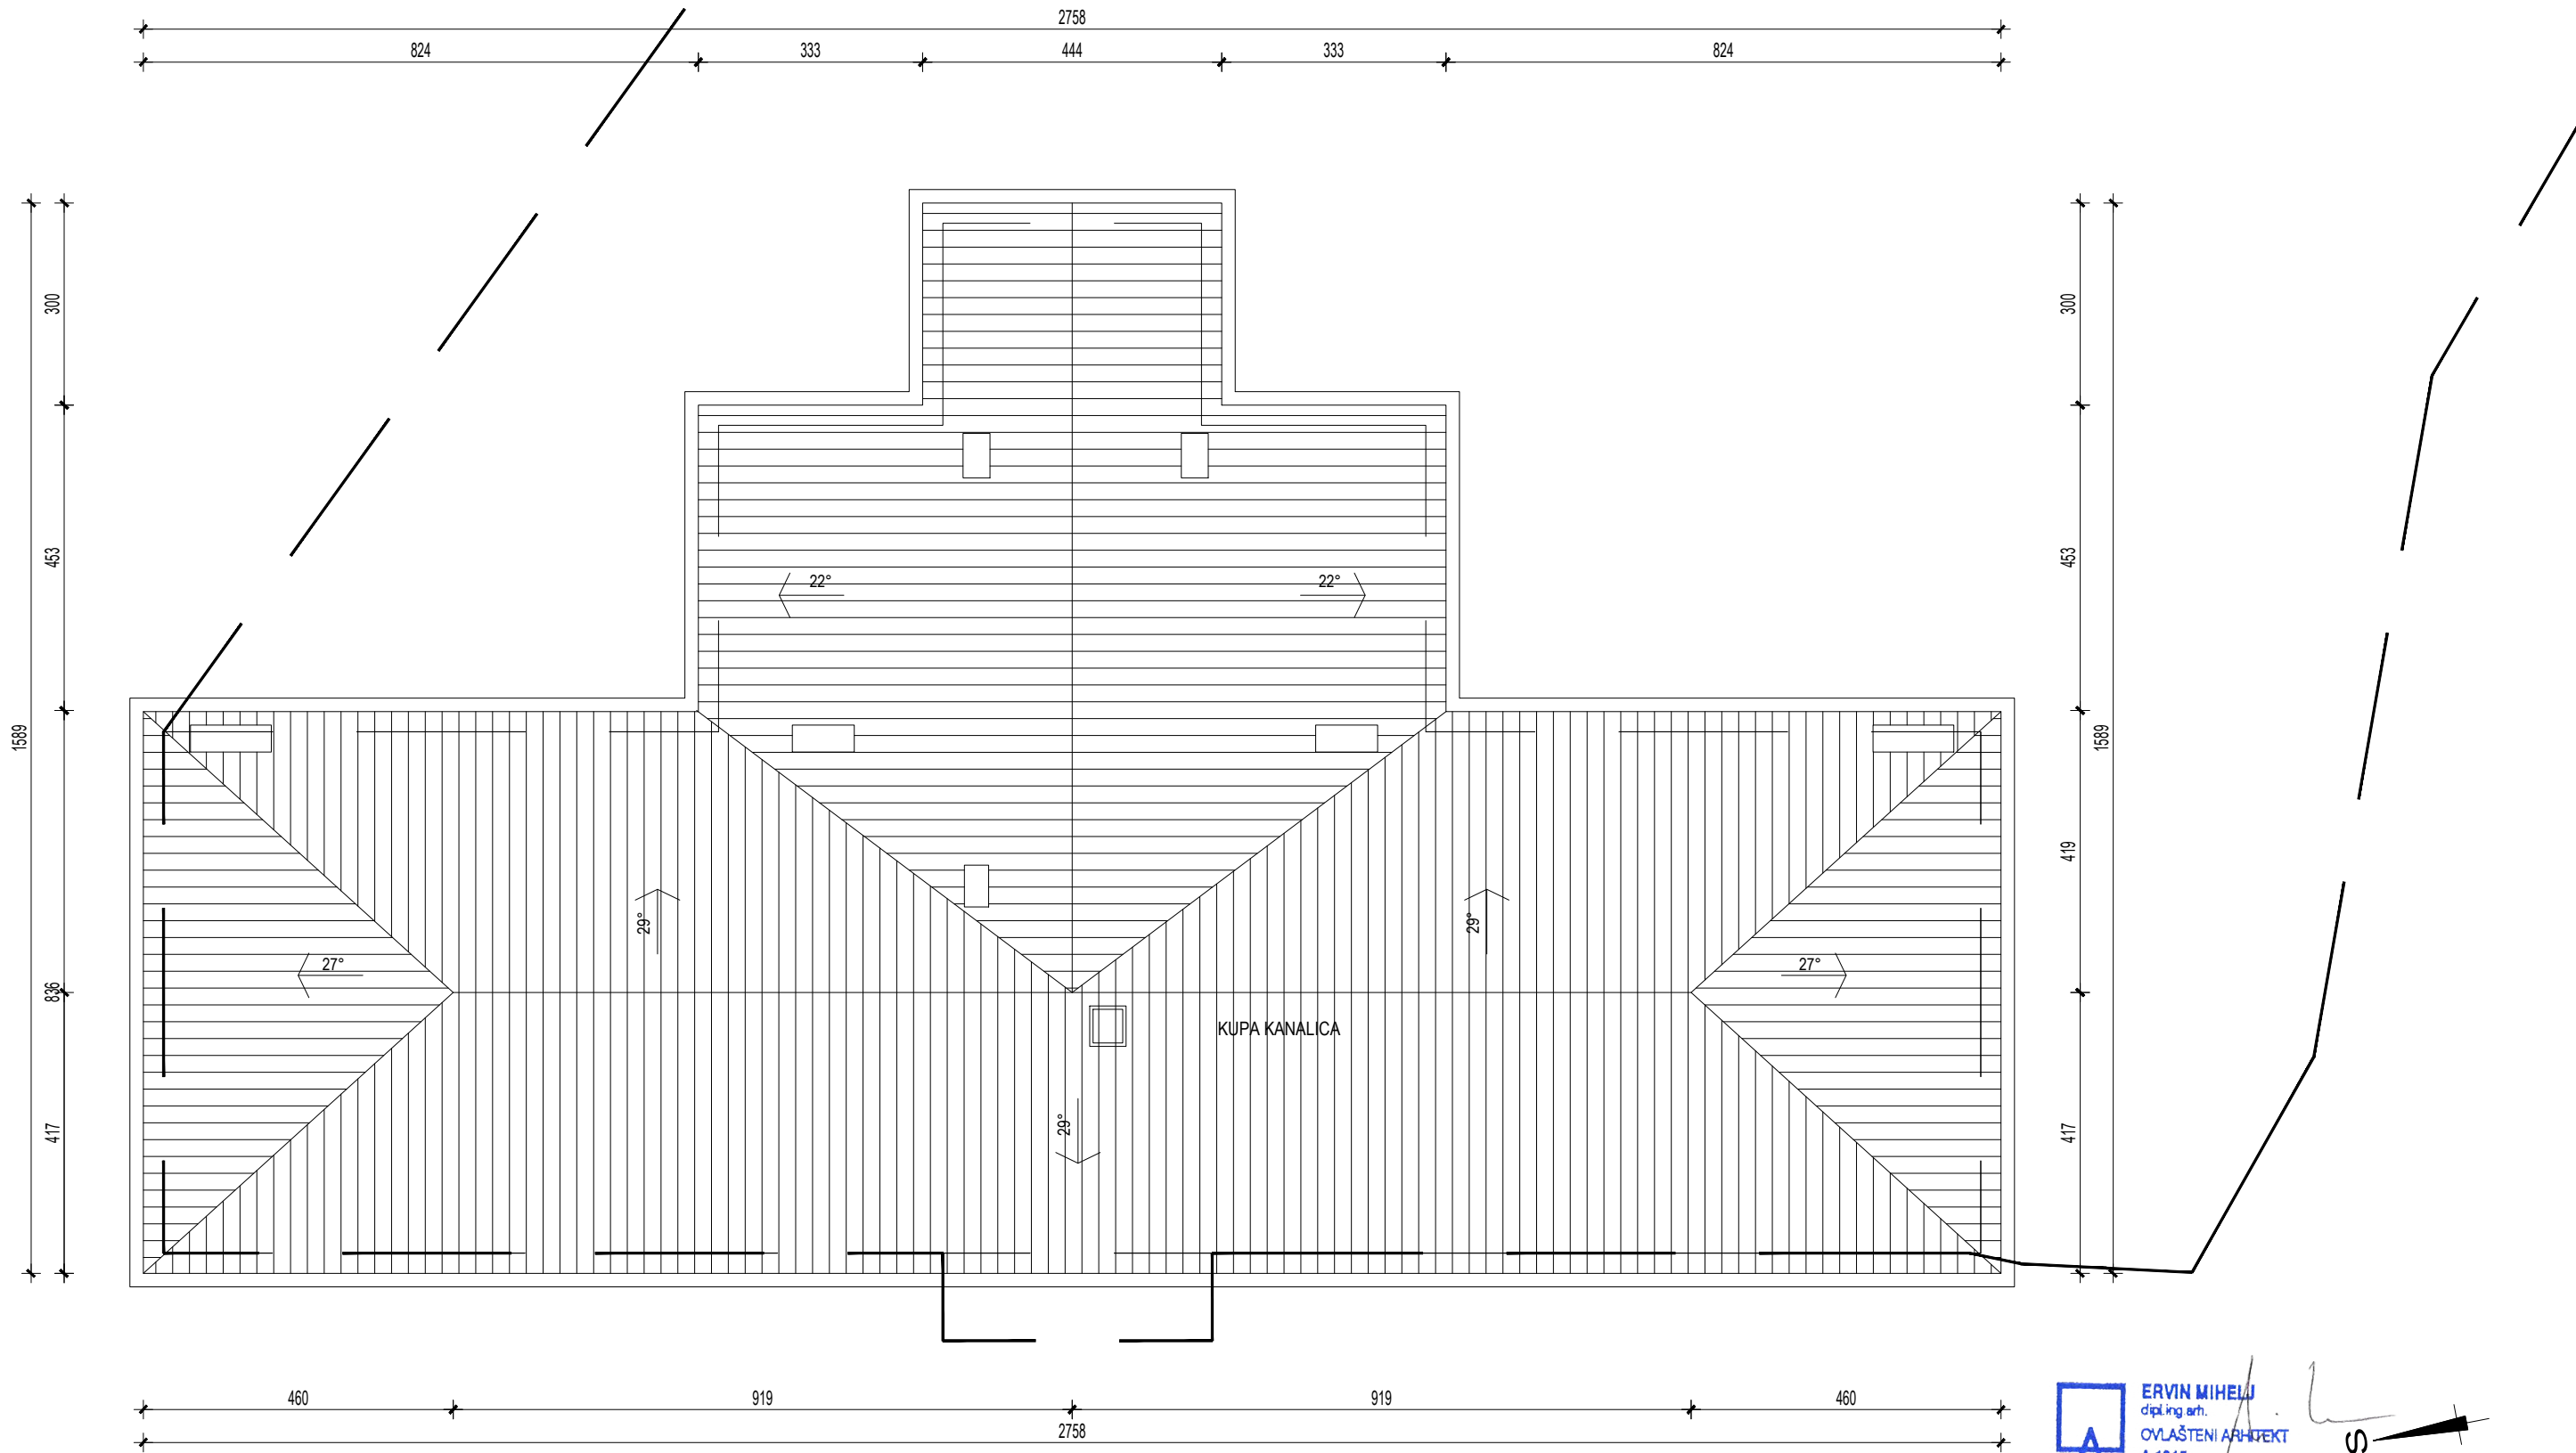 2758
824 333 444 333 824
300
453
1589
836
417
300
453
419
1589
417
22° 22°
29° 29°
27° 27°
KUPA KANALICA
29°
460 919 919 460
2758
ERVIN MIHELJ
dipl.ing.arh.
OVLAŠTENI ARHITEKT
S